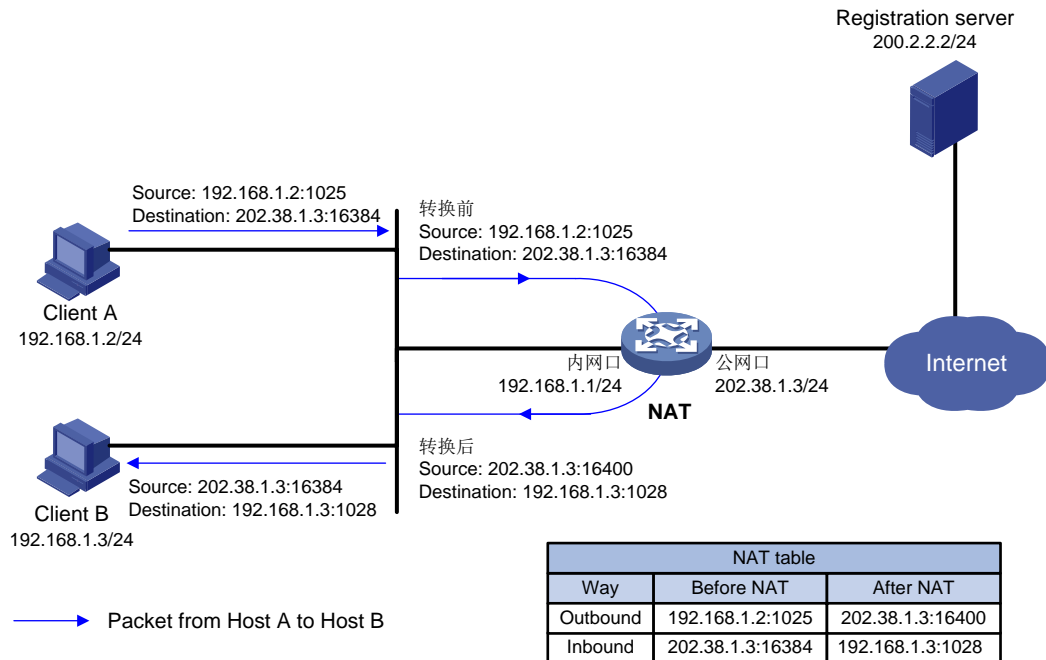 Registration server
200.2.2.2/24
Source: 192.168.1.2:1025
Destination: 202.38.1.3:16384
转换前
Source: 192.168.1.2:1025
Destination: 202.38.1.3:16384
Client A
192.168.1.2/24
内网口
192.168.1.1/24
公网口
202.38.1.3/24
NAT
Internet
转换后
Source: 202.38.1.3:16400
Destination: 192.168.1.3:1028
Source: 202.38.1.3:16384
Destination: 192.168.1.3:1028
Client B
192.168.1.3/24
Packet from Host A to Host B
NAT table
Way Before NAT After NAT
Outbound 192.168.1.2:1025 202.38.1.3:16400
Inbound 202.38.1.3:16384 192.168.1.3:1028